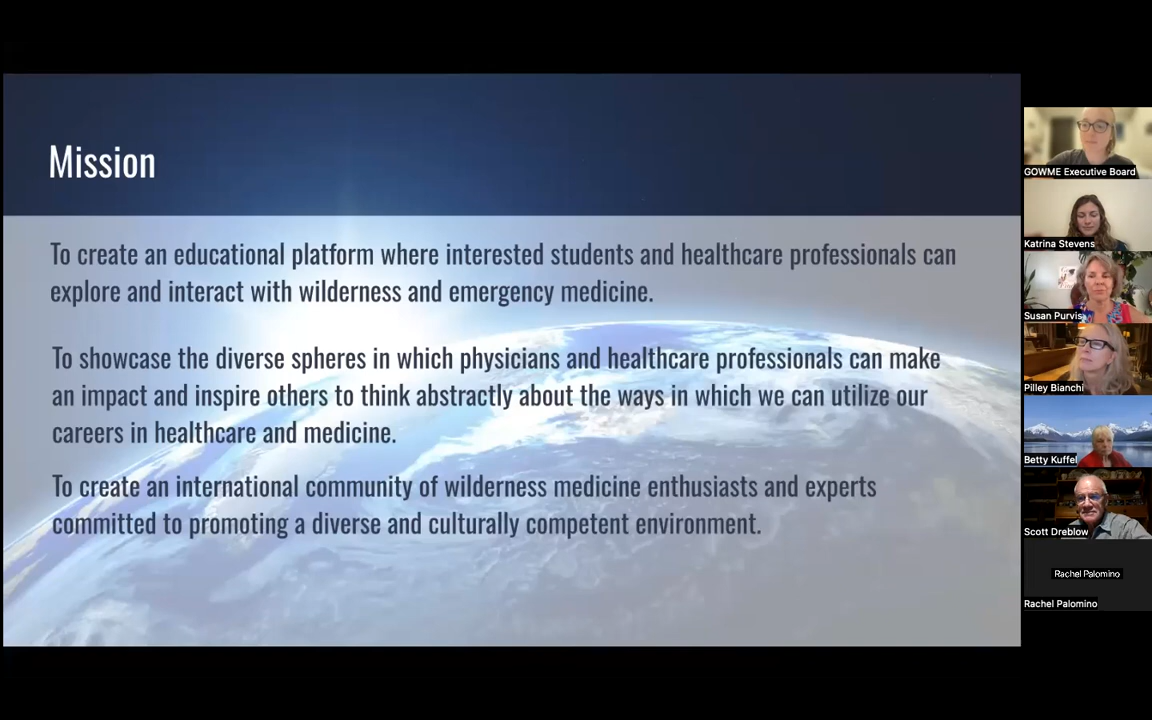 Mission
To create an educational platform where interested students and healthcare professionals can
explore and interact with wilderness and emergency medicine.
To showcase the diverse spheres in which physicians and healthcare professionals can make
an impact and inspire others to think abstractly about the ways in which we can utilize our
careers in healthcare and medicine.
To create an international community of wilderness medicine enthusiasts and experts
committed to promoting a diverse and culturally competent environment.
GOWME Executive Board
Katrina Stevens
Susan Purvis
Pilley Bianchi
Betty Kuffel
Scott Dreblow
Rachel Palomino
Rachel Palomino